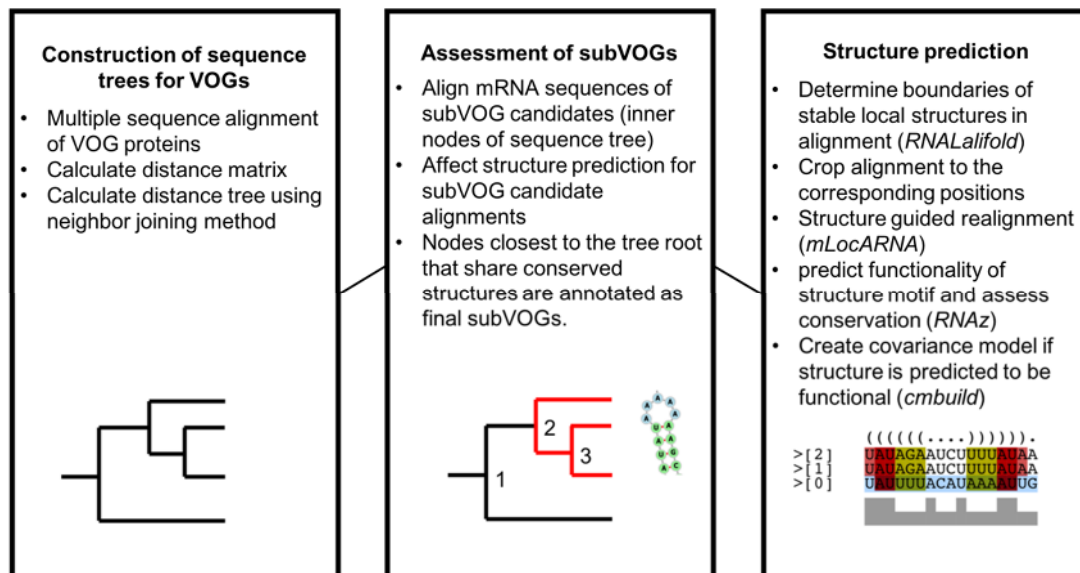 Construction of sequence
trees for VOGs
• Multiple sequence alignment
of VOG proteins
• Calculate distance matrix
• Calculate distance tree using
neighbor joining method
Assessment of subVOGs
• Align mRNA sequences of
subVOG candidates (inner
nodes of sequence tree)
• Affect structure prediction for
subVOG candidate
alignments
• Nodes closest to the tree root
that share conserved
structures are annotated as
final subVOGs.
1
2
3
A
A A
A A
U A
A A
U G
A C
Structure prediction
• Determine boundaries of
stable local structures in
alignment (RNALalifold)
• Crop alignment to the
corresponding positions
• Structure guided realignment
(mLocARNA)
• predict functionality of
structure motif and assess
conservation (RNAz)
• Create covariance model if
structure is predicted to be
functional (cmbuild)
((((((....)))))).
>[2] UAUAGAAUCUUUUAUAA
>[1] UAUAGAAUCUUUUAUAA
>[0] UAUUUUACAUAAAAUUG